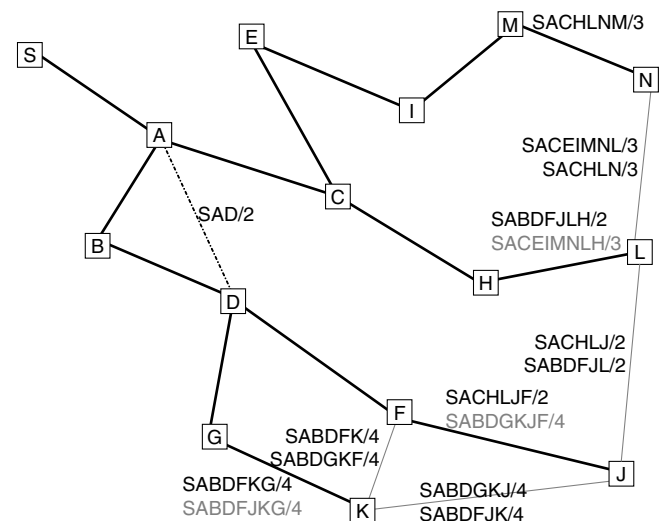 M
SACHLNM/3
E
S
N
I
A
SACEIMNL/3
SACHLN/3
C
SAD/2
SABDFJLH/2
SACEIMNLH/3
B
L
H
D
SACHLJ/2
SABDFJL/2
SACHLJF/2
SABDGKJF/4
F
G
SABDFK/4
SABDGKF/4
J
SABDFKG/4
SABDFJKG/4
SABDGKJ/4
SABDFJK/4
K